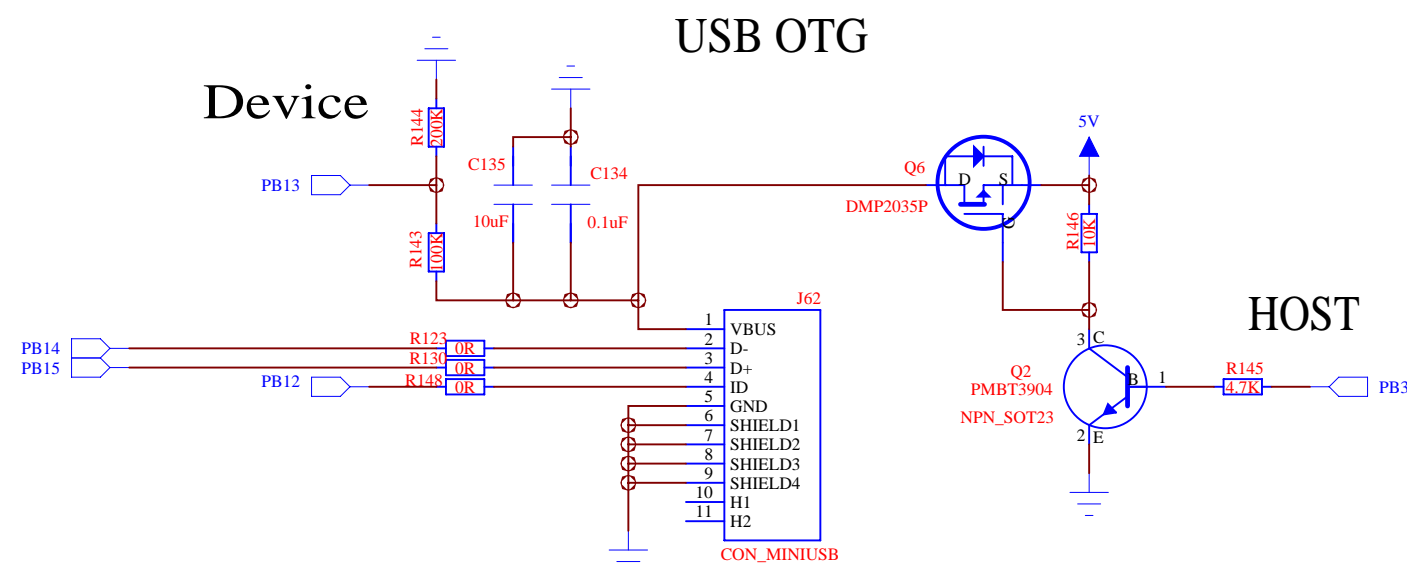 USB OTG
Device
R144
200K
5V
C135
C134
Q6
D
S
G
PB13
DMP2035P
R146
10K
10uF
0.1uF
R143
100K
J62
HOST
1
VBUS
PB14
R123
0R
2
D-
PB15
R130
0R
3
D+
PB12
R148
0R
4
ID
5
GND
6
SHIELD1
7
SHIELD2
8
SHIELD3
9
SHIELD4
10
H1
11
H2
CON_MINIUSB
3
C
Q2
PMBT3904
NPN_SOT23
B
1
R145
4.7K
PB3
2
E